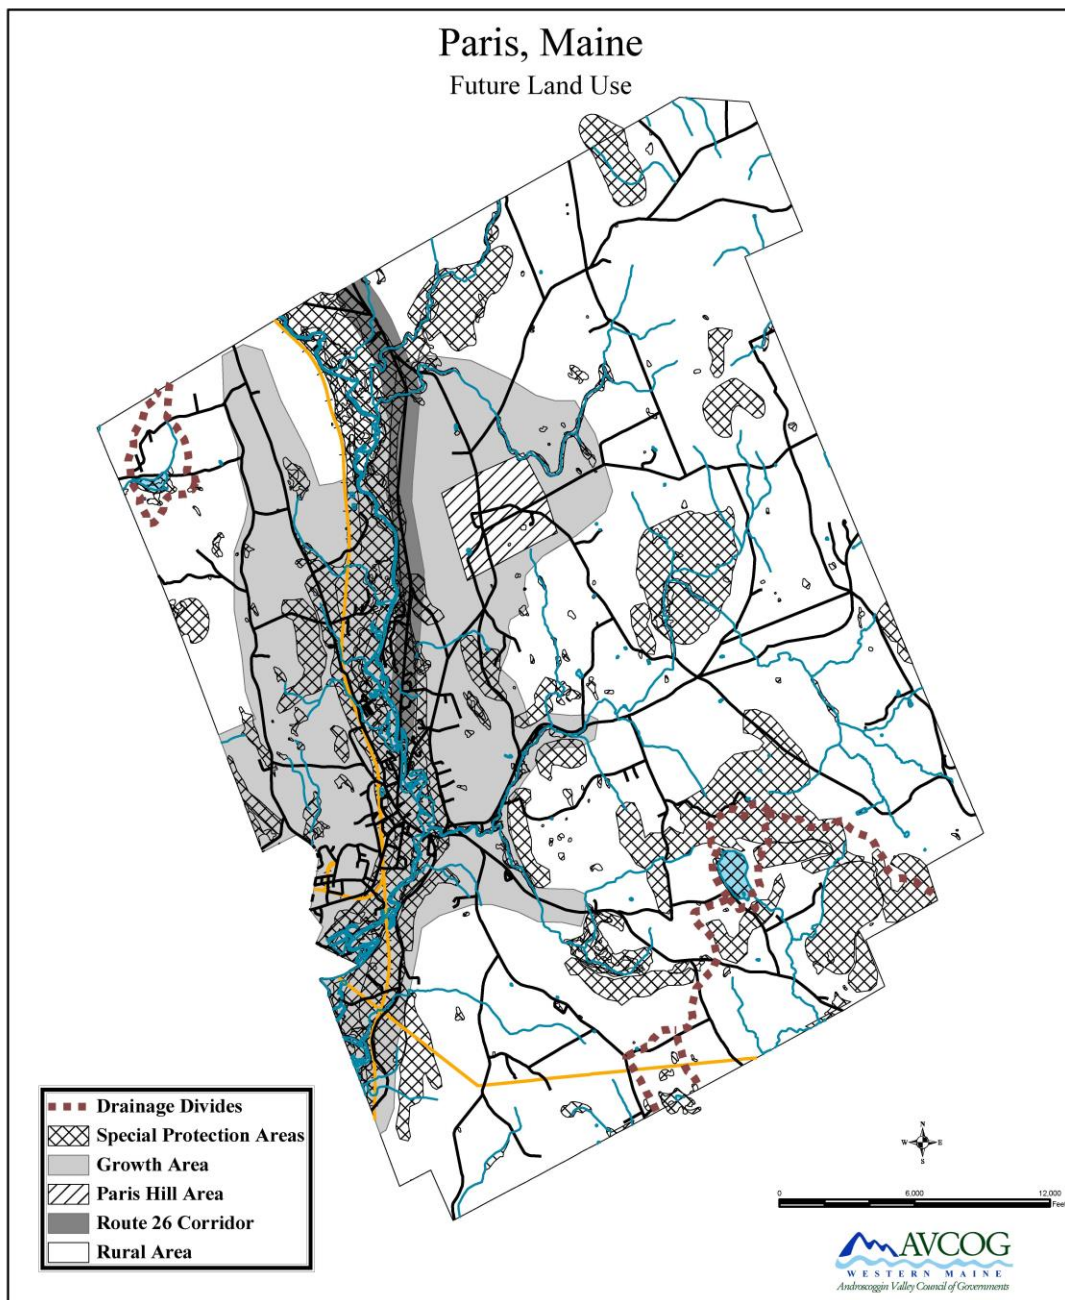 Paris, Maine
Future Land Use
Drainage Divides
Special Protection Areas
Growth Area
Paris Hill Area
Route 26 Corridor
Rural Area
N
W E
S
0 6,000 12,000
Feet
AVCOG
WESTERN MAINE
Androscoggin Valley Council of Governments